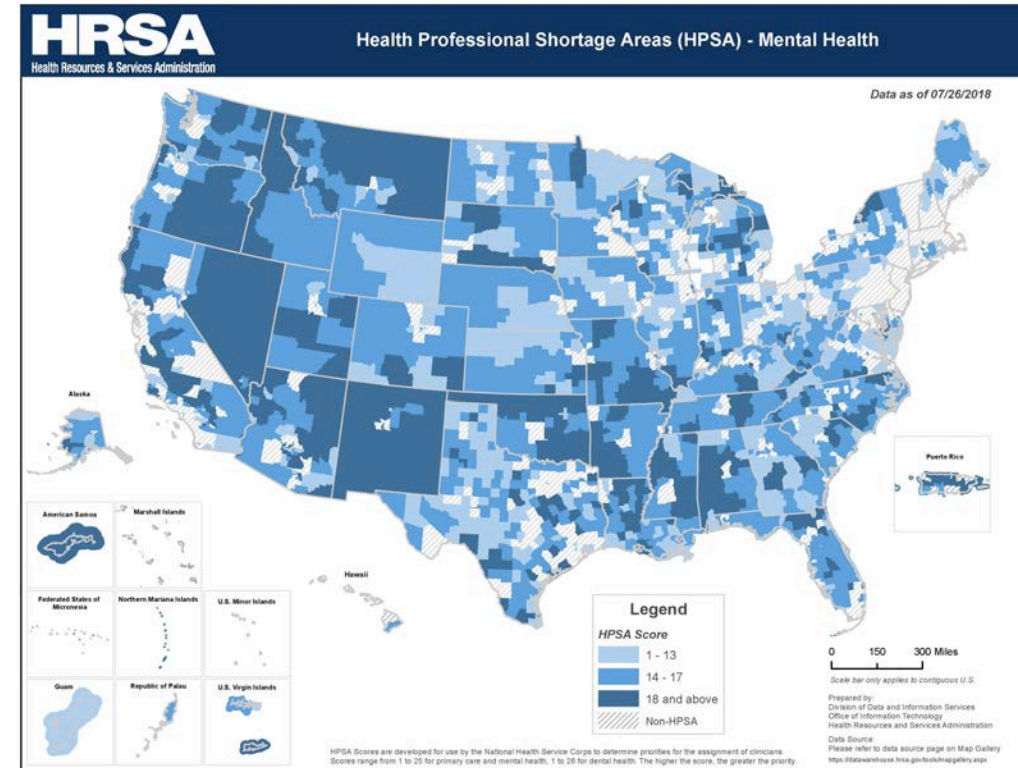 HRSA
Health Resources & Services Administration
Health Professional Shortage Areas (HPSA) - Mental Health
Data as of 07/26/2018
Alaska
Puerto Rico
American Samoa
Marshall Islands
Hawaii
Federated States of
Micronesia
Northern Mariana Islands
U.S. Minor Islands
Guam
Republic of Palau
U.S. Virgin Islands
Legend
HPSA Score
1 - 13
14 - 17
18 and above
Non-HPSA
0 150 300 Miles
Scale bar only applies to contiguous U.S.
Prepared by:
Division of Data and Information Services
Office of Information Technology
Health Resources and Services Administration
Data Source:
Please refer to data source page on Map Gallery
https://datawarehouse.hrsa.gov/tools/mapgallery.aspx
HPSA Scores are developed for use by the National Health Service Corps to determine priorities for the assignment of clinicians.
Scores range from 1 to 25 for primary care and mental health, 1 to 26 for dental health. The higher the score, the greater the priority.